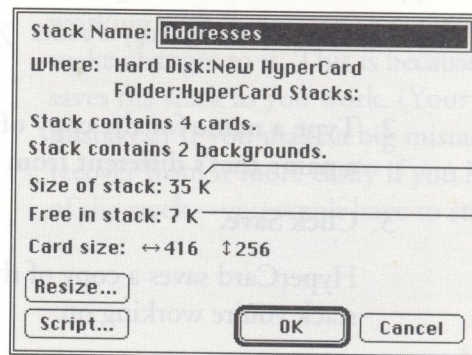 Stack Name: Addresses
Where: Hard Disk:New HyperCard
Folder:HyperCard Stacks:
Stack contains 4 cards.
Stack contains 2 backgrounds.
Size of stack: 35 K
Free in stack: 7 K
Card size: ↔416 ↕256
Resize...
Script...
OK
Cancel